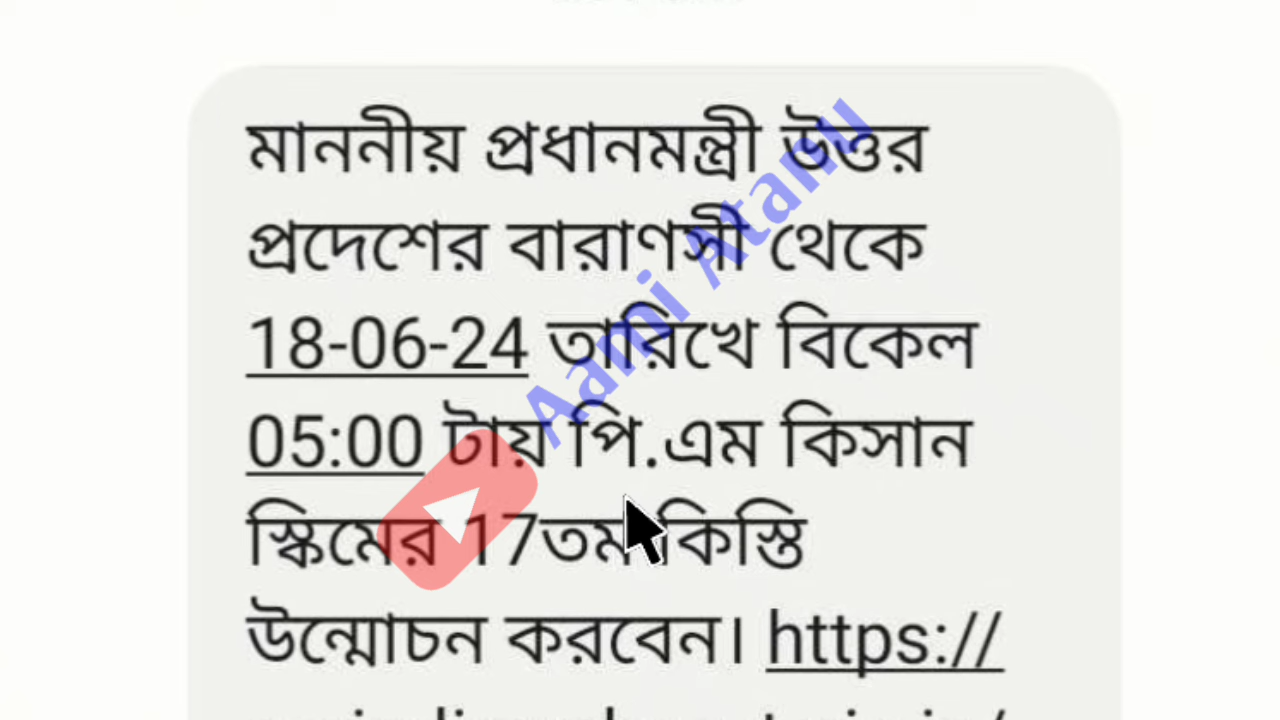 মাননীয় প্রধানমন্ত্রী উত্তর
প্রদেশের বারাণসী থেকে
18-06-24 তারিখে বিকেল
05:00 টায় পি.এম কিসান
স্কিমের 17তম কিস্তি
উন্মোচন করবেন। https://
Aami Atanu